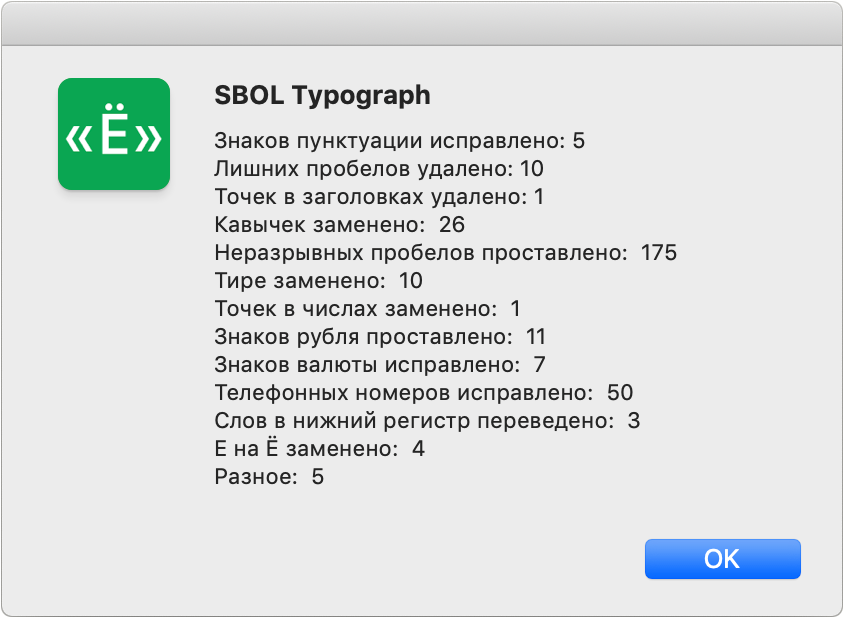 «Ё»
SBOL Typograph
Знаков пунктуации исправлено: 5
Лишних пробелов удалено: 10
Точек в заголовках удалено: 1
Кавычек заменено: 26
Неразрывных пробелов проставлено: 175
Тире заменено: 10
Точек в числах заменено: 1
Знаков рубля проставлено: 11
Знаков валюты исправлено: 7
Телефонных номеров исправлено: 50
Слов в нижний регистр переведено: 3
Е на Ё заменено: 4
Разное: 5
OK